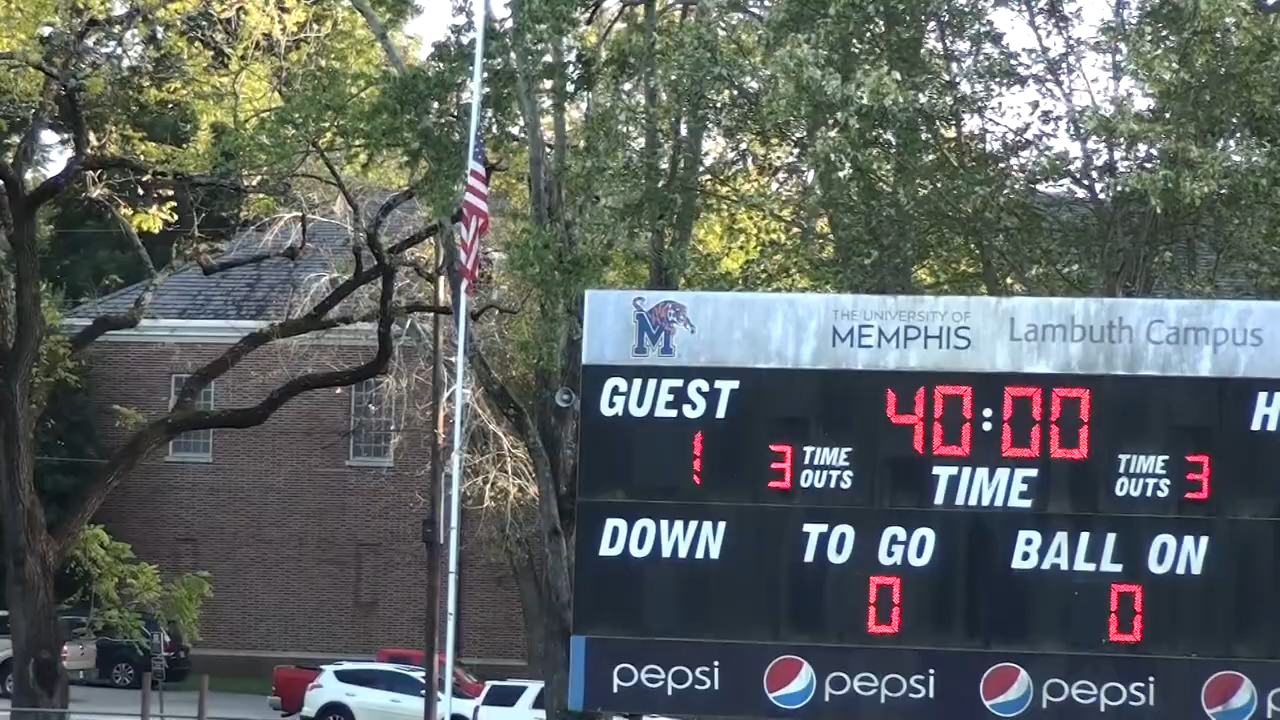 M
THE UNIVERSITY OF
MEMPHIS
Lambuth Campus
GUEST
40:00
H
1
3
TIME
OUTS
TIME
TIME
OUTS
3
DOWN
TO GO
BALL ON
0
0
pepsi
pepsi
pepsi
p